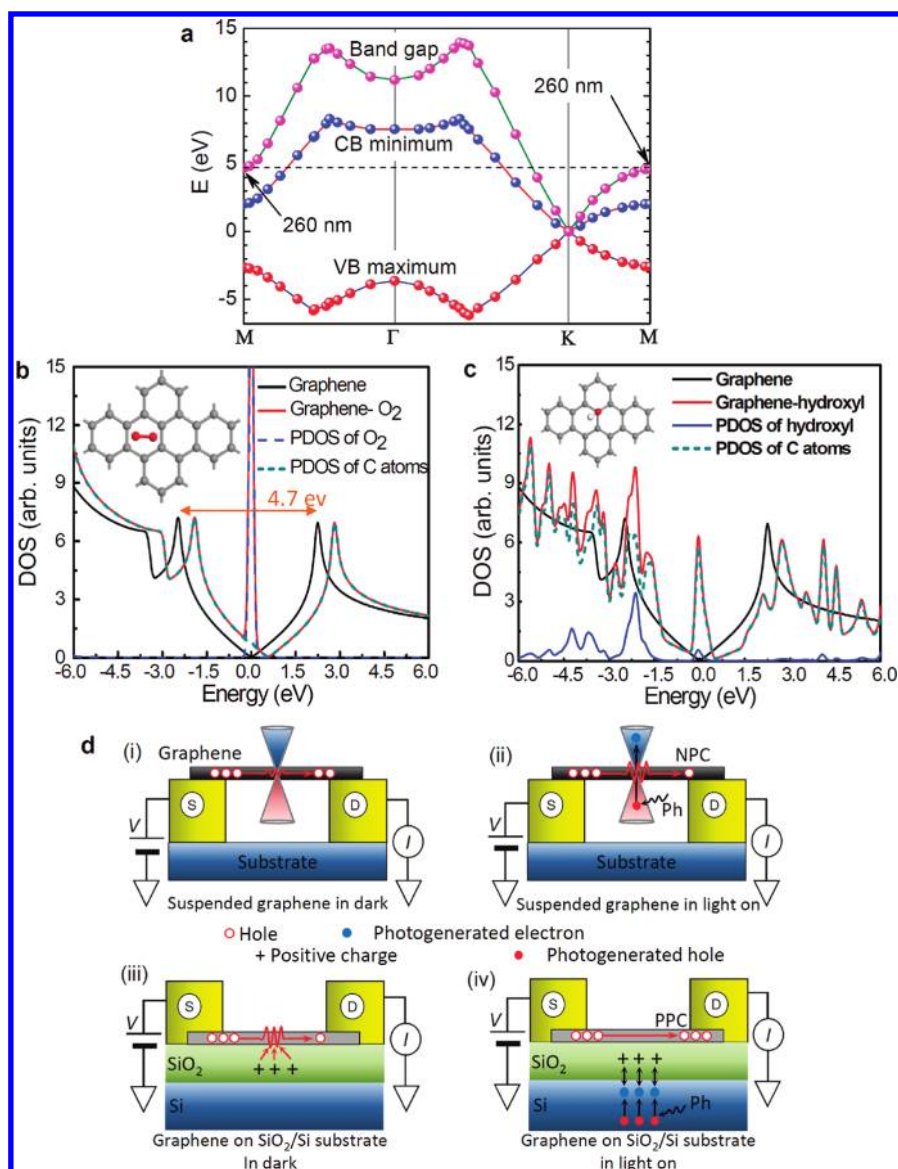 a
15
10
5
0
-5
E (eV)
Band gap
CB minimum
VB maximum
260 nm
260 nm
M Γ K M
b
15
12
9
6
3
0
DOS (arb. units)
Graphene
Graphene- O2
PDOS of O2
PDOS of C atoms
4.7 ev
-6.0 -4.5 -3.0 -1.5 0.0 1.5 3.0 4.5 6.0
Energy (eV)
c
15
12
9
6
3
0
DOS (arb. units)
Graphene
Graphene-hydroxyl
PDOS of hydroxyl
PDOS of C atoms
-6.0 -4.5 -3.0 -1.5 0.0 1.5 3.0 4.5 6.0
Energy (eV)
d
(i)
Graphene
S
D
V
I
Substrate
Suspended graphene in dark
(ii)
NPC
Ph
S
D
V
I
Substrate
Suspended graphene in light on
Hole
Photogenerated electron
+ Positive charge
Photogenerated hole
(iii)
S
D
V
I
SiO2
+ + +
Si
Graphene on SiO2/Si substrate
In dark
(iv)
S
D
V
I
PPC
SiO2
+ + +
Si
Ph
Graphene on SiO2/Si substrate
in light on